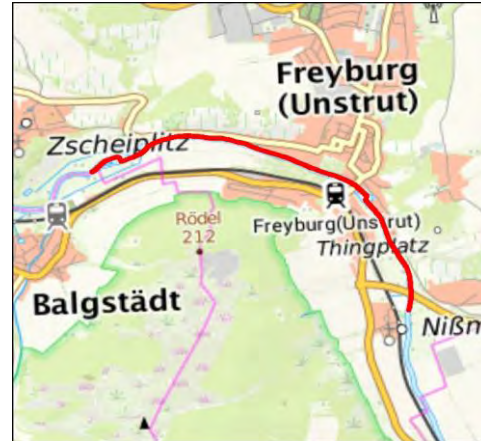 Freyburg
(Unstrut)
Zscheiplitz
Rödel
212
Freyburg(Unstrut)
Thingplatz
Balgstädt
Nißm